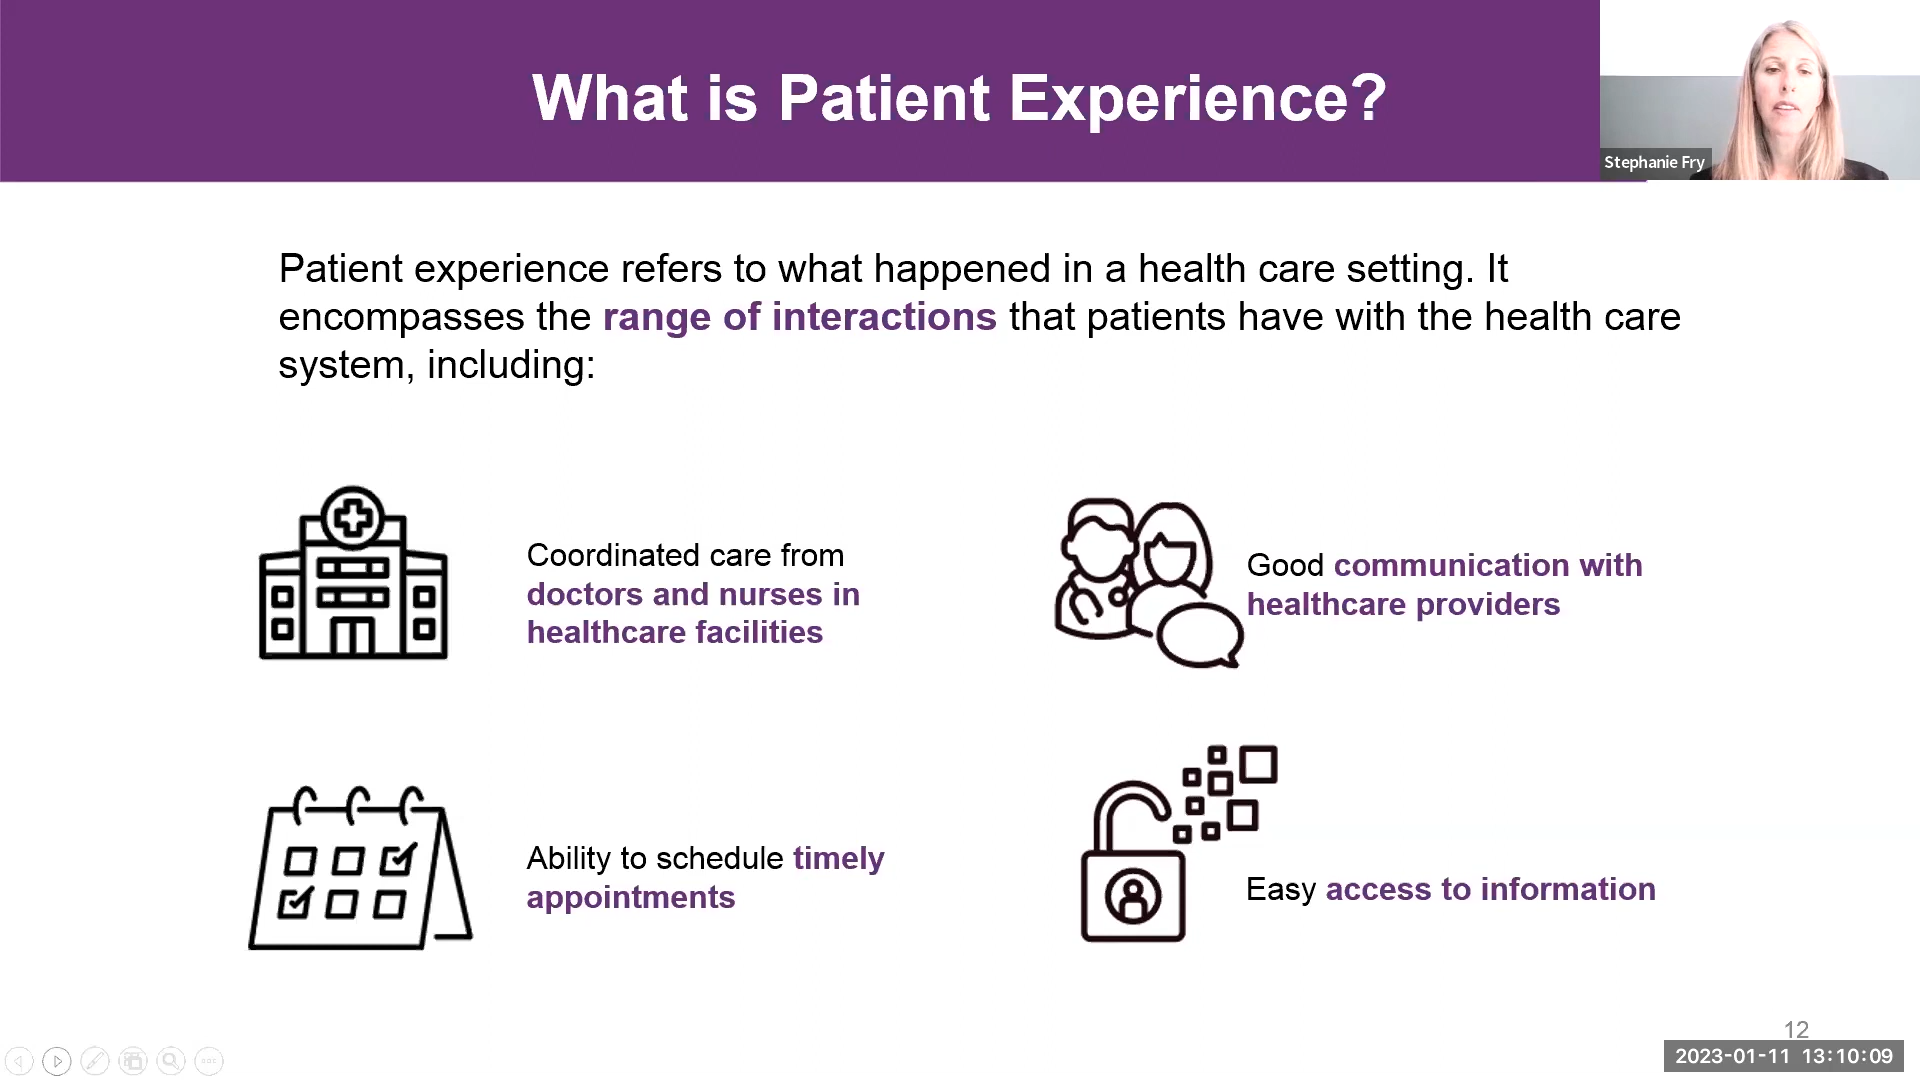 What is Patient Experience?
Stephanie Fry
Patient experience refers to what happened in a health care setting. It
encompasses the range of interactions that patients have with the health care
system, including:
Coordinated care from
doctors and nurses in
healthcare facilities
Good communication with
healthcare providers
Ability to schedule timely
appointments
Easy access to information
12
2023-01-11 13:10:09